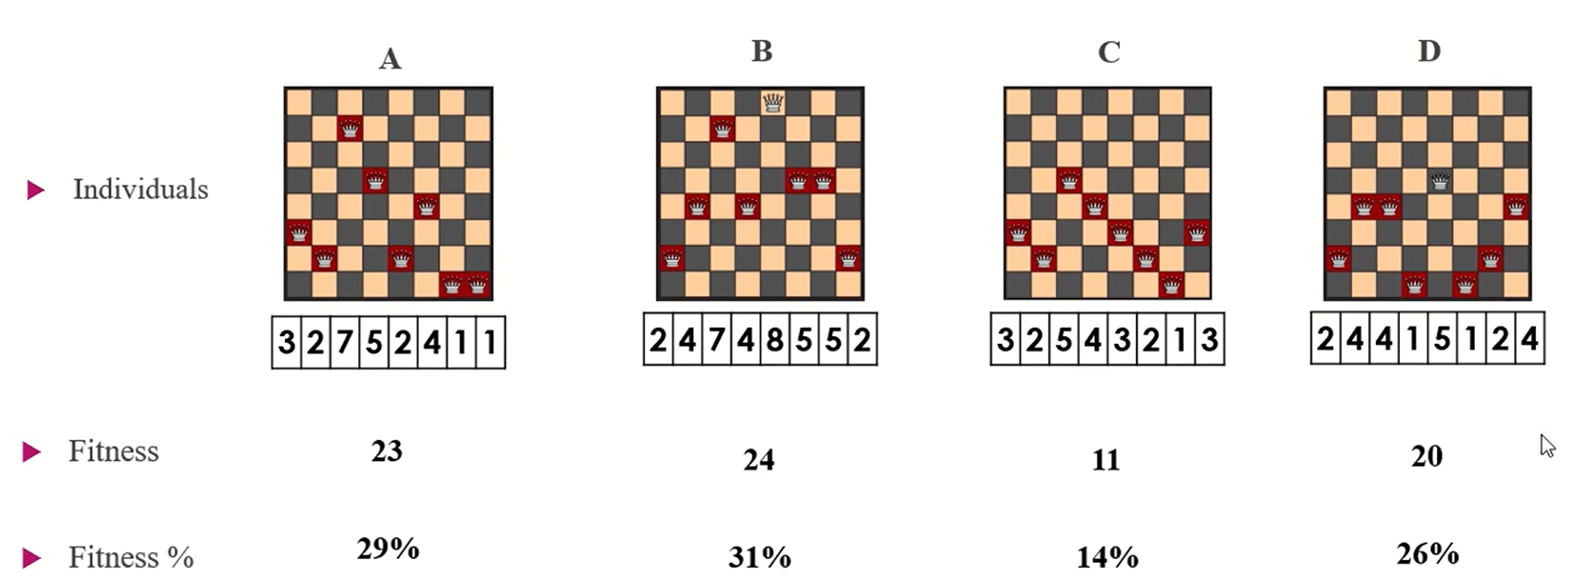 A B C D
Individuals
3 2 7 5 2 4 1 1
2 4 7 4 8 5 5 2
3 2 5 4 3 2 1 3
2 4 4 1 5 1 2 4
Fitness 23 24 11 20
Fitness % 29% 31% 14% 26%